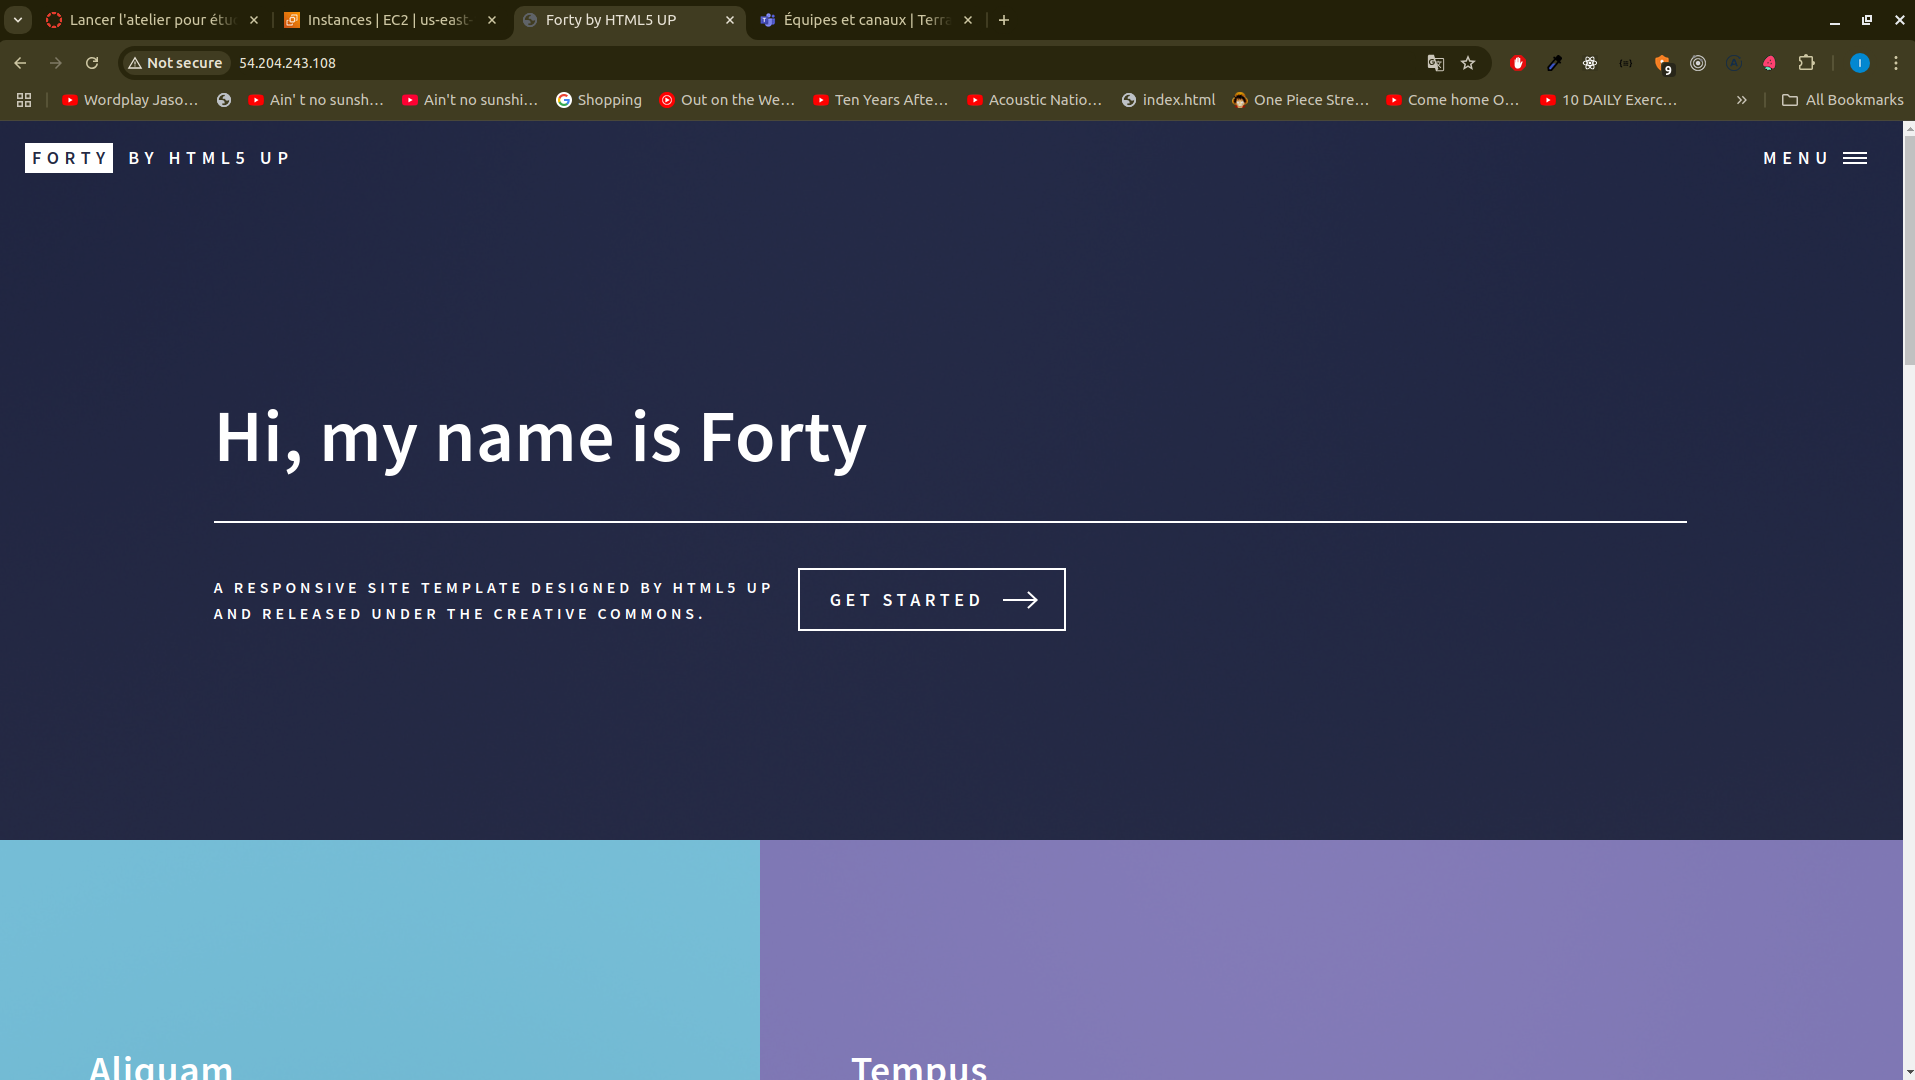 Lancer l'atelier pour étu
Instances | EC2 | us-east-
Forty by HTML5 UP
Équipes et canaux | Terra
Not secure
54.204.243.108
9
I
Wordplay Jaso...
Ain' t no sunsh...
Ain't no sunshi...
Shopping
Out on the We...
Ten Years Afte...
Acoustic Natio...
index.html
One Piece Stre...
Come home O...
10 DAILY Exerc...
All Bookmarks
FORTY BY HTML5 UP
MENU
Hi, my name is Forty
A RESPONSIVE SITE TEMPLATE DESIGNED BY HTML5 UP
AND RELEASED UNDER THE CREATIVE COMMONS.
GET STARTED
Aliquam
Tempus